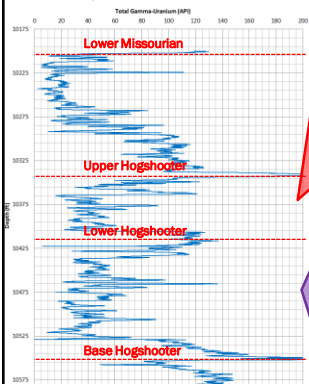 Total Gamma-Uranium (API)
0 20 40 60 80 100 120 140 160 180 200
10175
Lower Missourian
10225
10275
10325
Upper Hogshooter
10375
Depth (ft)
Lower Hogshooter
10425
10475
10525
Base Hogshooter
10575